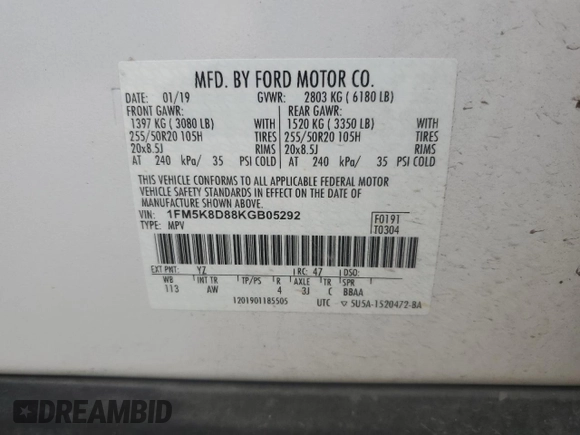 MFD. BY FORD MOTOR CO.
DATE: 01/19 GVWR: 2803 KG ( 6180 LB)
FRONT GAWR: REAR GAWR:
1397 KG ( 3080 LB) WITH 1520 KG ( 3350 LB) WITH
255/50R20 105H TIRES 255/50R20 105H TIRES
20x8.5J RIMS 20x8.5J RIMS
AT 240 kPa/ 35 PSI COLD AT 240 kPa/ 35 PSI COLD
THIS VEHICLE CONFORMS TO ALL APPLICABLE FEDERAL MOTOR
VEHICLE SAFETY STANDARDS IN EFFECT ON THE DATE OF
MANUFACTURE SHOWN ABOVE.
VIN: 1FM5K8D88KGB05292 F0191
TYPE: MPV T0304
EXT PNT: YZ RC: 47 DSO:
WB INT TR TP/PS R AXLE TR SPR
113 AW 4 3J C BBAA
1201901185505 UTC ▽ 5U5A-1520472-BA
DREAMBID